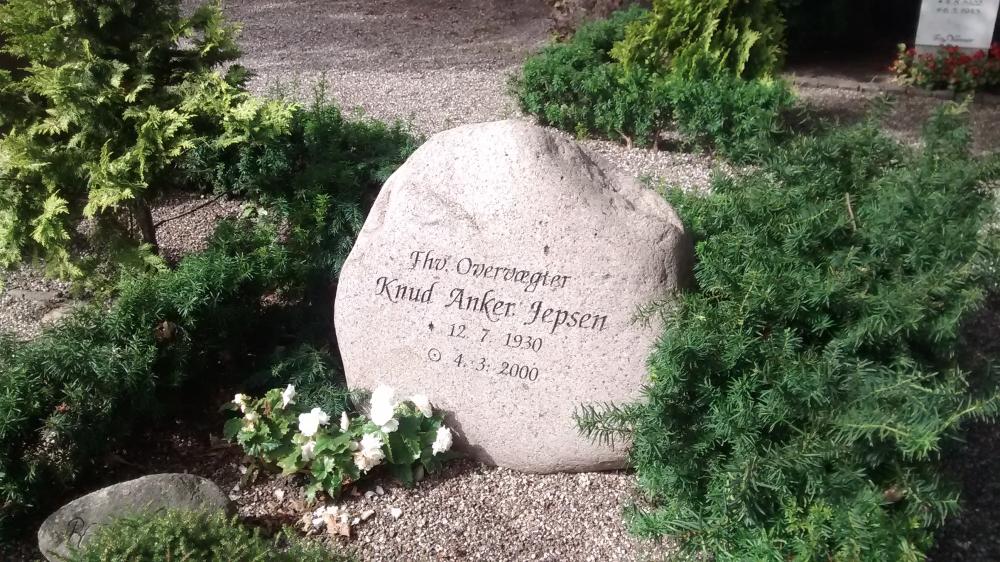 Fhv. Overvægter
Knud Anker Jepsen
* 12. 7. 1930
⊙ 4. 3. 2000